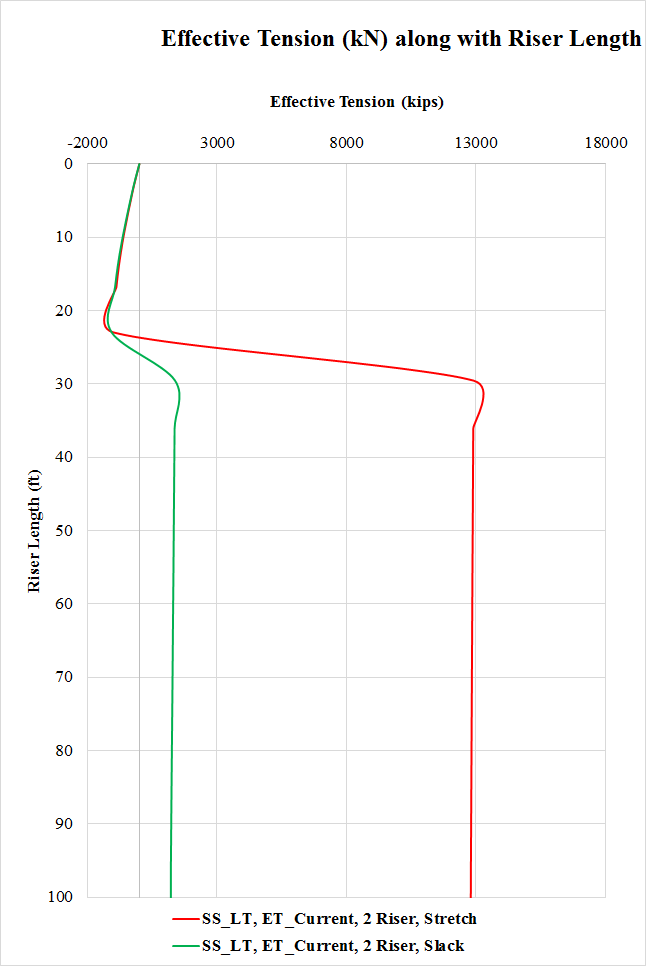 Effective Tension (kN) along with Riser Length
Effective Tension (kips)
-2000 3000 8000 13000 18000
0
10
20
30
40
50
60
70
80
90
100
Riser Length (ft)
SS_LT, ET_Current, 2 Riser, Stretch
SS_LT, ET_Current, 2 Riser, Slack